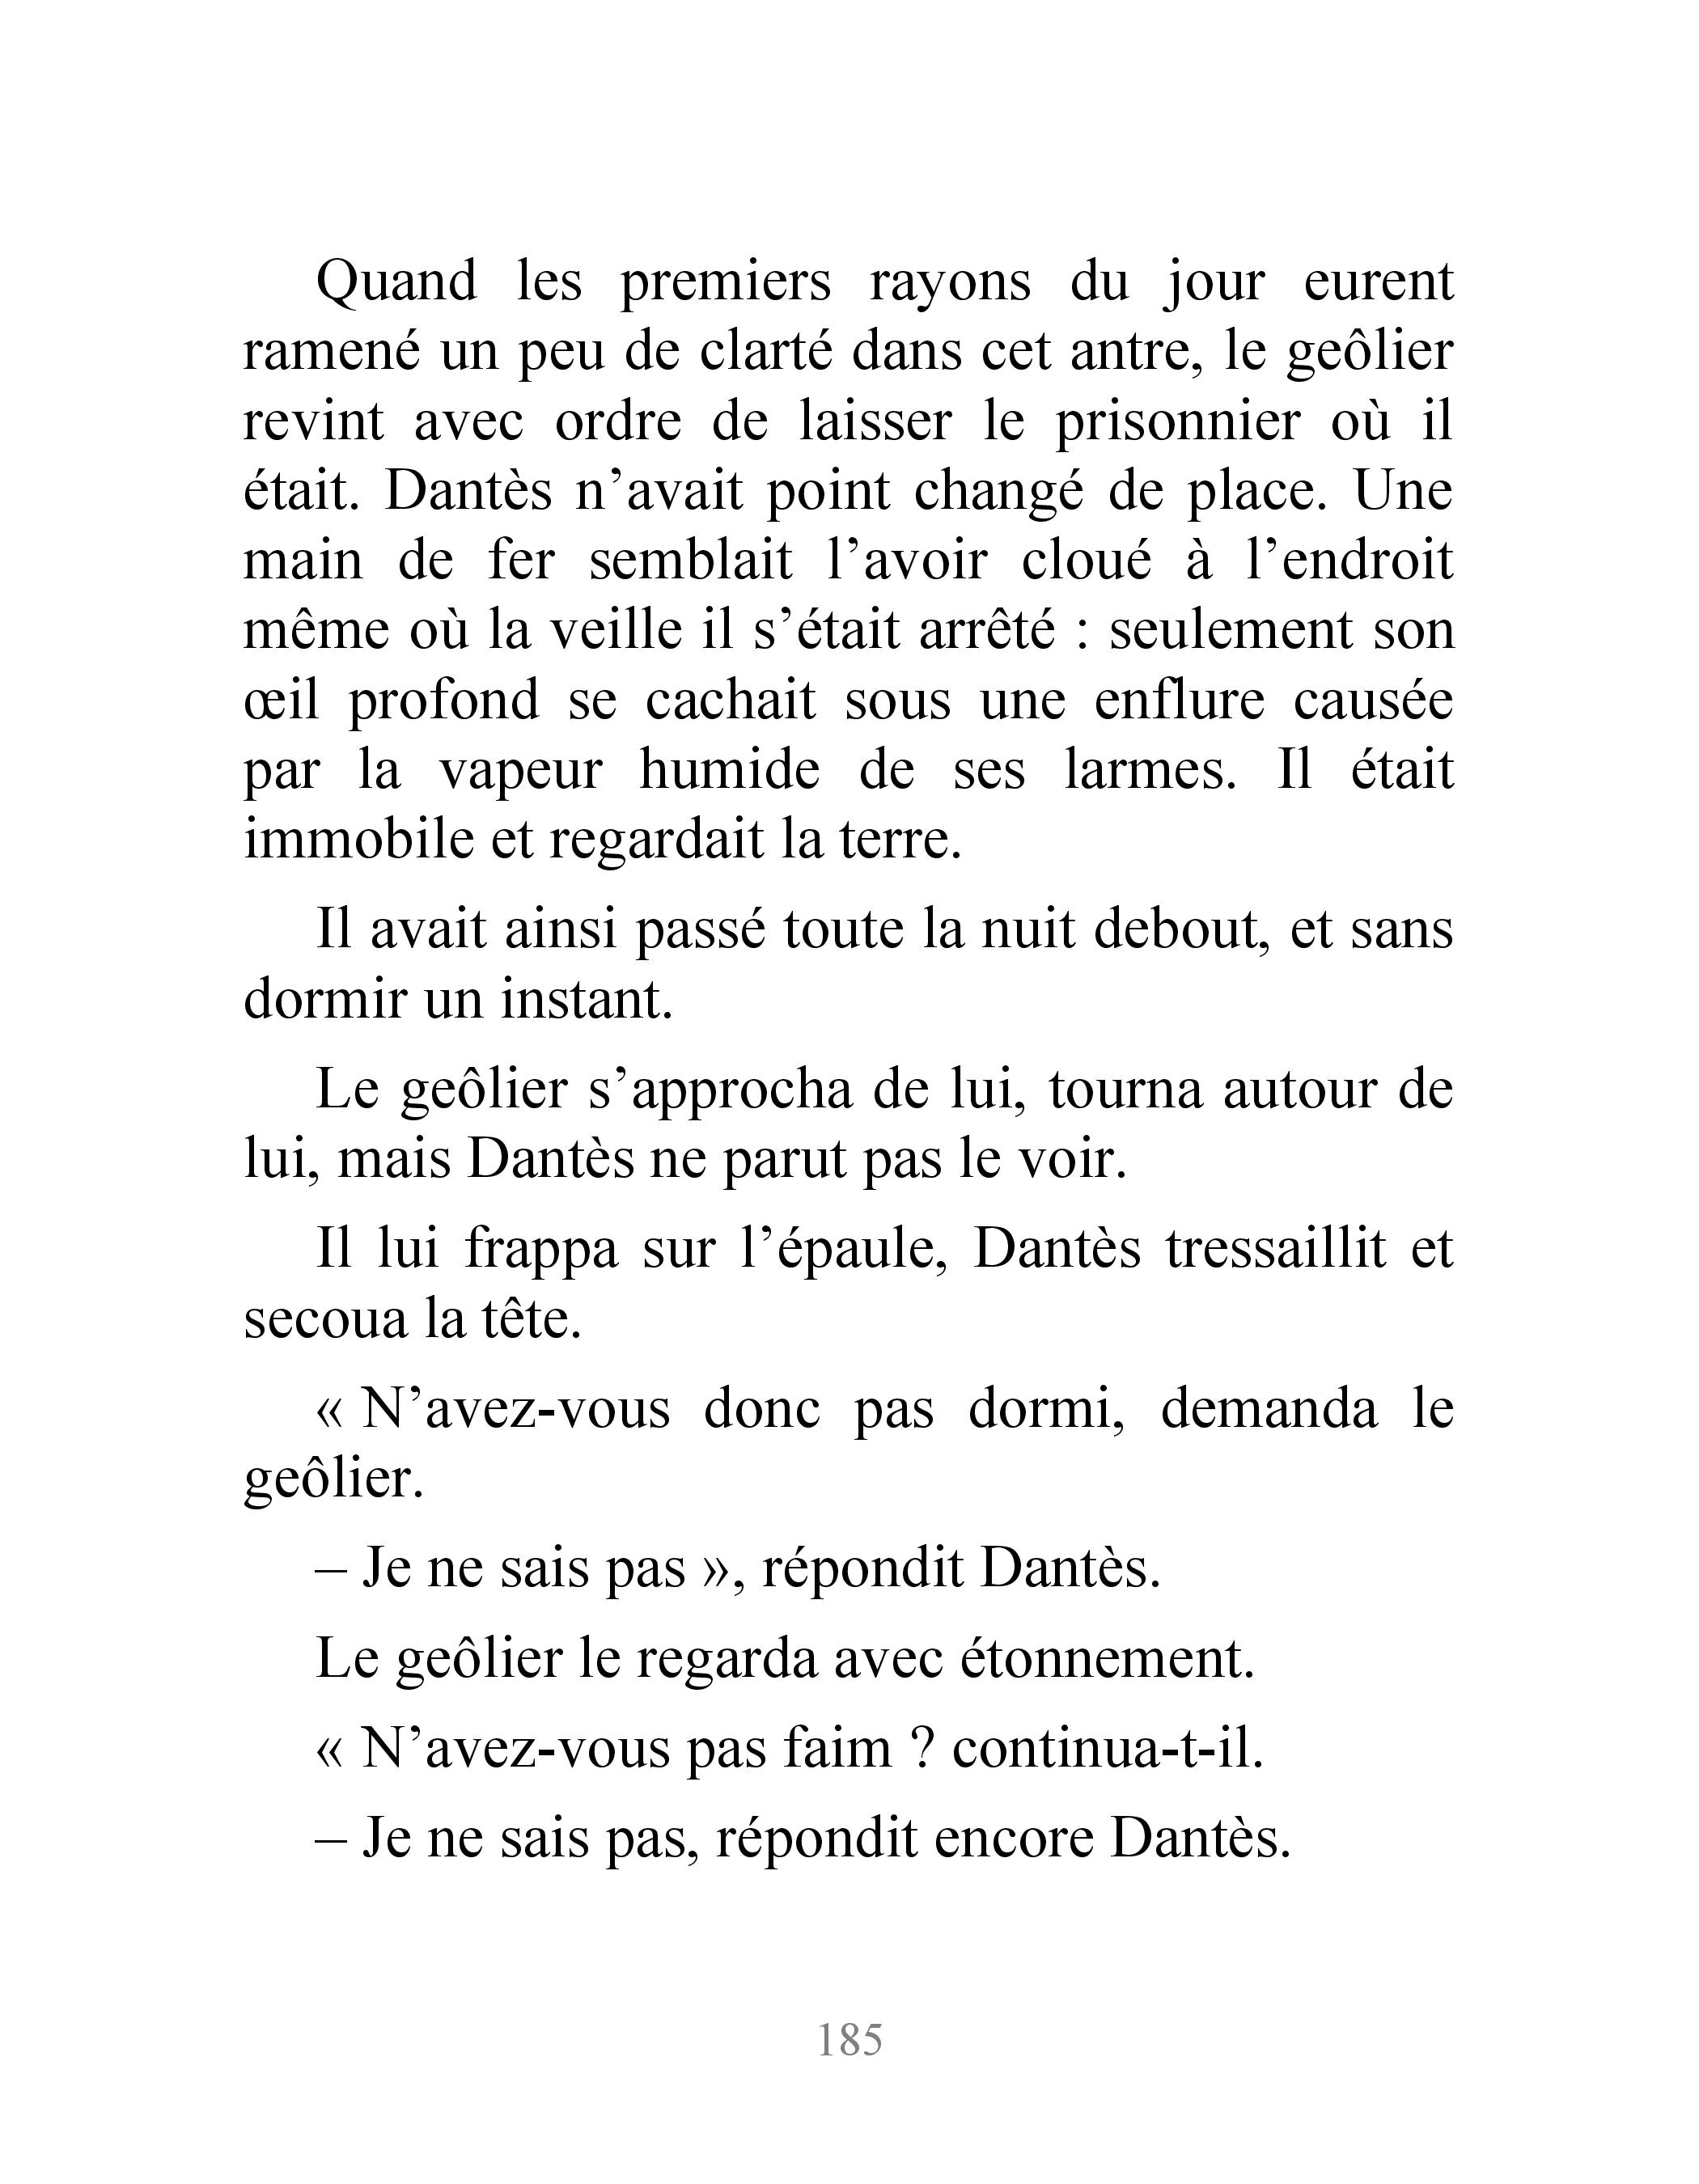 Quand les premiers rayons du jour eurent
ramené un peu de clarté dans cet antre, le geôlier
revint avec ordre de laisser le prisonnier où il
était. Dantès n’avait point changé de place. Une
main de fer semblait l’avoir cloué à l’endroit
même où la veille il s’était arrêté : seulement son
œil profond se cachait sous une enflure causée
par la vapeur humide de ses larmes. Il était
immobile et regardait la terre.
Il avait ainsi passé toute la nuit debout, et sans
dormir un instant.
Le geôlier s’approcha de lui, tourna autour de
lui, mais Dantès ne parut pas le voir.
Il lui frappa sur l’épaule, Dantès tressaillit et
secoua la tête.
« N’avez-vous donc pas dormi, demanda le
geôlier.
– Je ne sais pas », répondit Dantès.
Le geôlier le regarda avec étonnement.
« N’avez-vous pas faim ? continua-t-il.
– Je ne sais pas, répondit encore Dantès.
185